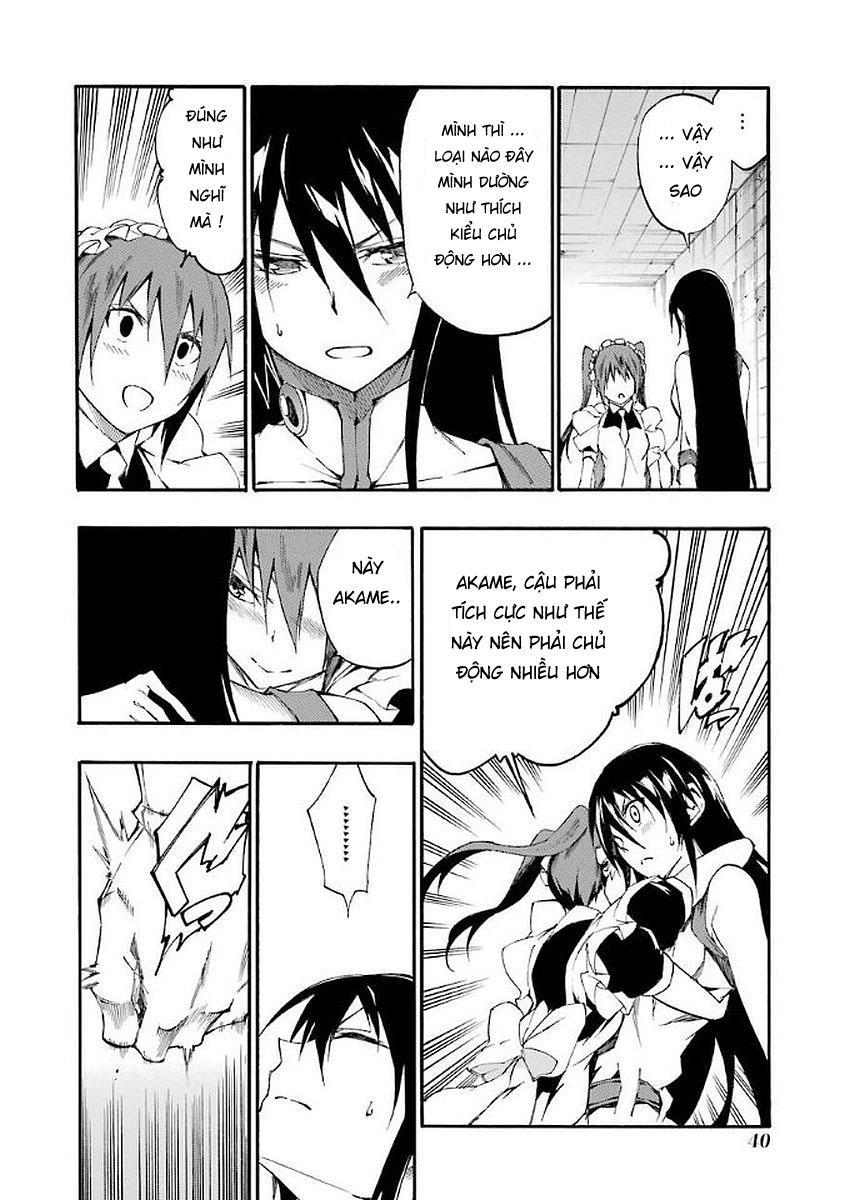 ...
... VẬY
... VẬY
SAO
MÌNH THÌ ...
LOẠI NÀO ĐÂY
MÌNH DƯỜNG
NHƯ THÍCH
KIỂU CHỦ
ĐỘNG HƠN ...
ĐÚNG
NHƯ
MÌNH
NGHĨ
MÀ !
AKAME, CẬU PHẢI
TÍCH CỰC NHƯ THẾ
NÀY NÊN PHẢI CHỦ
ĐỘNG NHIỀU HƠN
NÀY
AKAME..
40